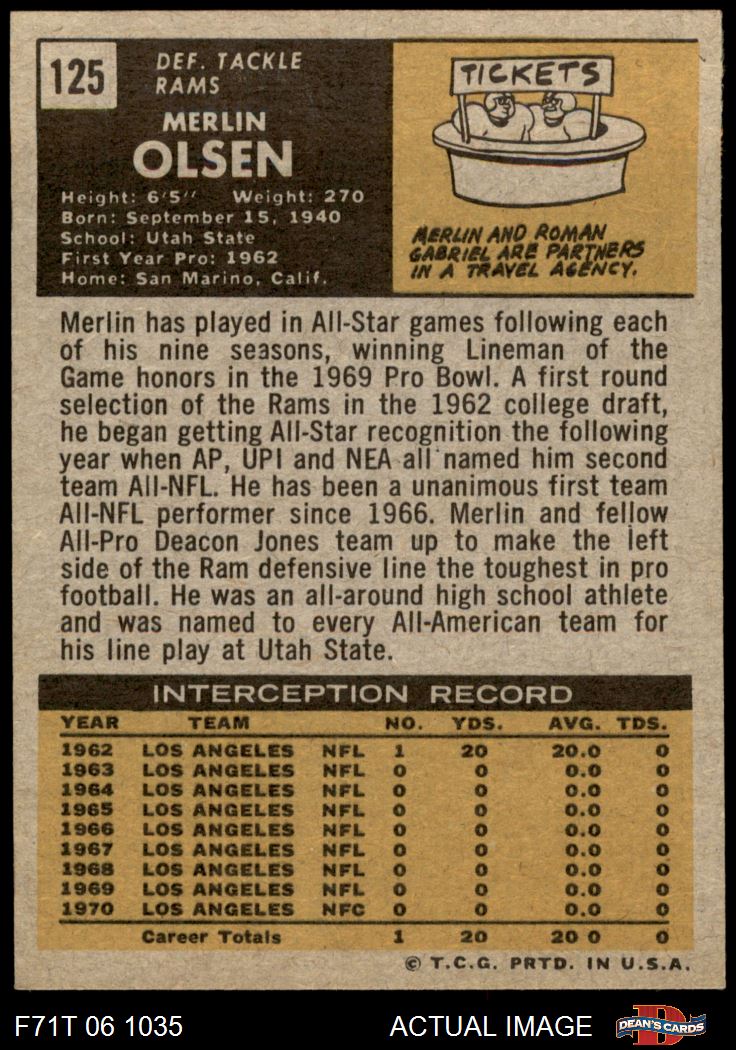 125
DEF. TACKLE
RAMS
MERLIN
OLSEN
Height: 6'5" Weight: 270
Born: September 15, 1940
School: Utah State
First Year Pro: 1962
Home: San Marino, Calif.
TICKETS
MERLIN AND ROMAN
GABRIEL ARE PARTNERS
IN A TRAVEL AGENCY.
Merlin has played in All-Star games following each
of his nine seasons, winning Lineman of the
Game honors in the 1969 Pro Bowl. A first round
selection of the Rams in the 1962 college draft,
he began getting All-Star recognition the following
year when AP, UPI and NEA all named him second
team All-NFL. He has been a unanimous first team
All-NFL performer since 1966. Merlin and fellow
All-Pro Deacon Jones team up to make the left
side of the Ram defensive line the toughest in pro
football. He was an all-around high school athlete
and was named to every All-American team for
his line play at Utah State.
INTERCEPTION RECORD
YEAR TEAM NO. YDS. AVG. TDS.
1962 LOS ANGELES NFL 1 20 20.0 0
1963 LOS ANGELES NFL 0 0 0.0 0
1964 LOS ANGELES NFL 0 0 0.0 0
1965 LOS ANGELES NFL 0 0 0.0 0
1966 LOS ANGELES NFL 0 0 0.0 0
1967 LOS ANGELES NFL 0 0 0.0 0
1968 LOS ANGELES NFL 0 0 0.0 0
1969 LOS ANGELES NFL 0 0 0.0 0
1970 LOS ANGELES NFC 0 0 0.0 0
Career Totals 1 20 20 0 0
© T.C.G. PRTD. IN U.S.A.
F71T 06 1035 ACTUAL IMAGE D DEAN'S CARDS